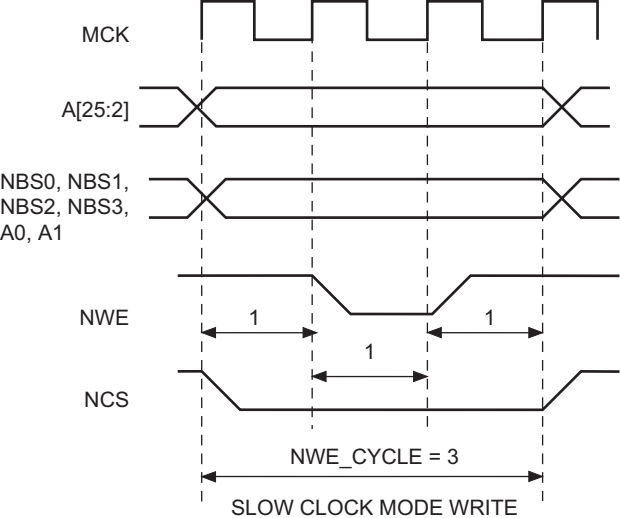 MCK
A[25:2]
NBS0, NBS1,
NBS2, NBS3,
A0, A1
NWE
1
1
1
NCS
NWE_CYCLE = 3
SLOW CLOCK MODE WRITE